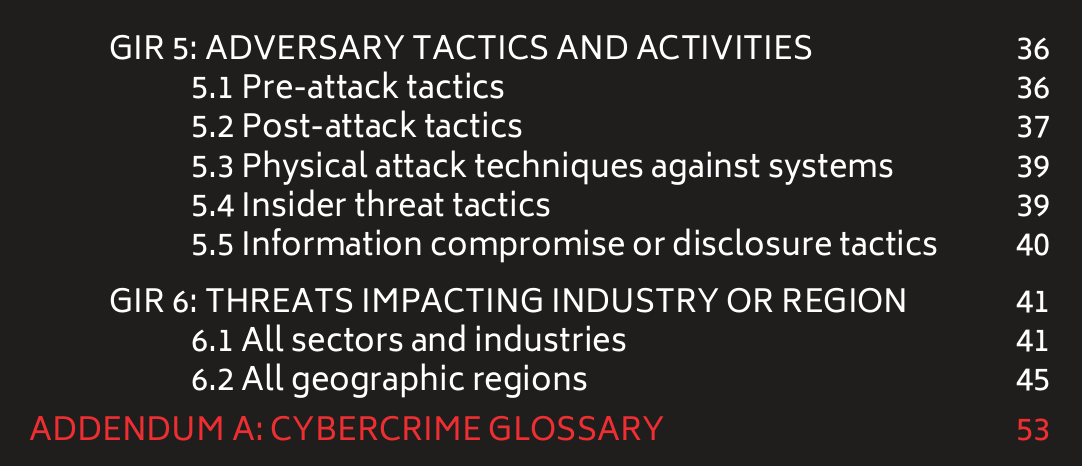 GIR 5: ADVERSARY TACTICS AND ACTIVITIES 36
5.1 Pre-attack tactics 36
5.2 Post-attack tactics 37
5.3 Physical attack techniques against systems 39
5.4 Insider threat tactics 39
5.5 Information compromise or disclosure tactics 40
GIR 6: THREATS IMPACTING INDUSTRY OR REGION 41
6.1 All sectors and industries 41
6.2 All geographic regions 45
ADDENDUM A: CYBERCRIME GLOSSARY 53